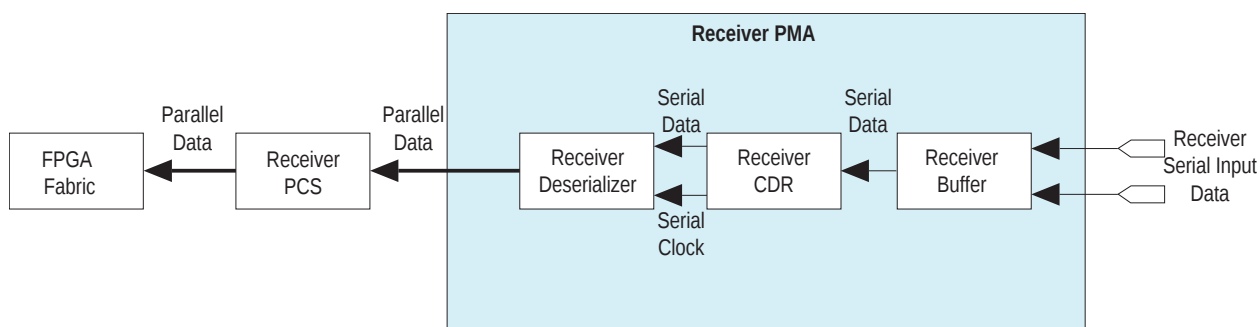 Receiver PMA
Parallel
Data
Parallel
Data
Serial
Data
Serial
Data
FPGA
Fabric
Receiver
PCS
Receiver
Deserializer
Receiver
CDR
Receiver
Buffer
Receiver
Serial Input
Data
Serial
Clock